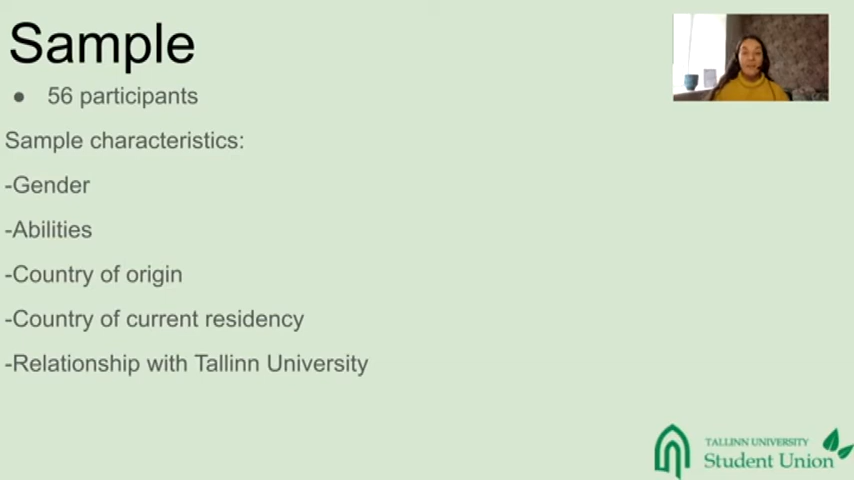 Sample
● 56 participants
Sample characteristics:
-Gender
-Abilities
-Country of origin
-Country of current residency
-Relationship with Tallinn University
TALLINN UNIVERSITY
Student Union